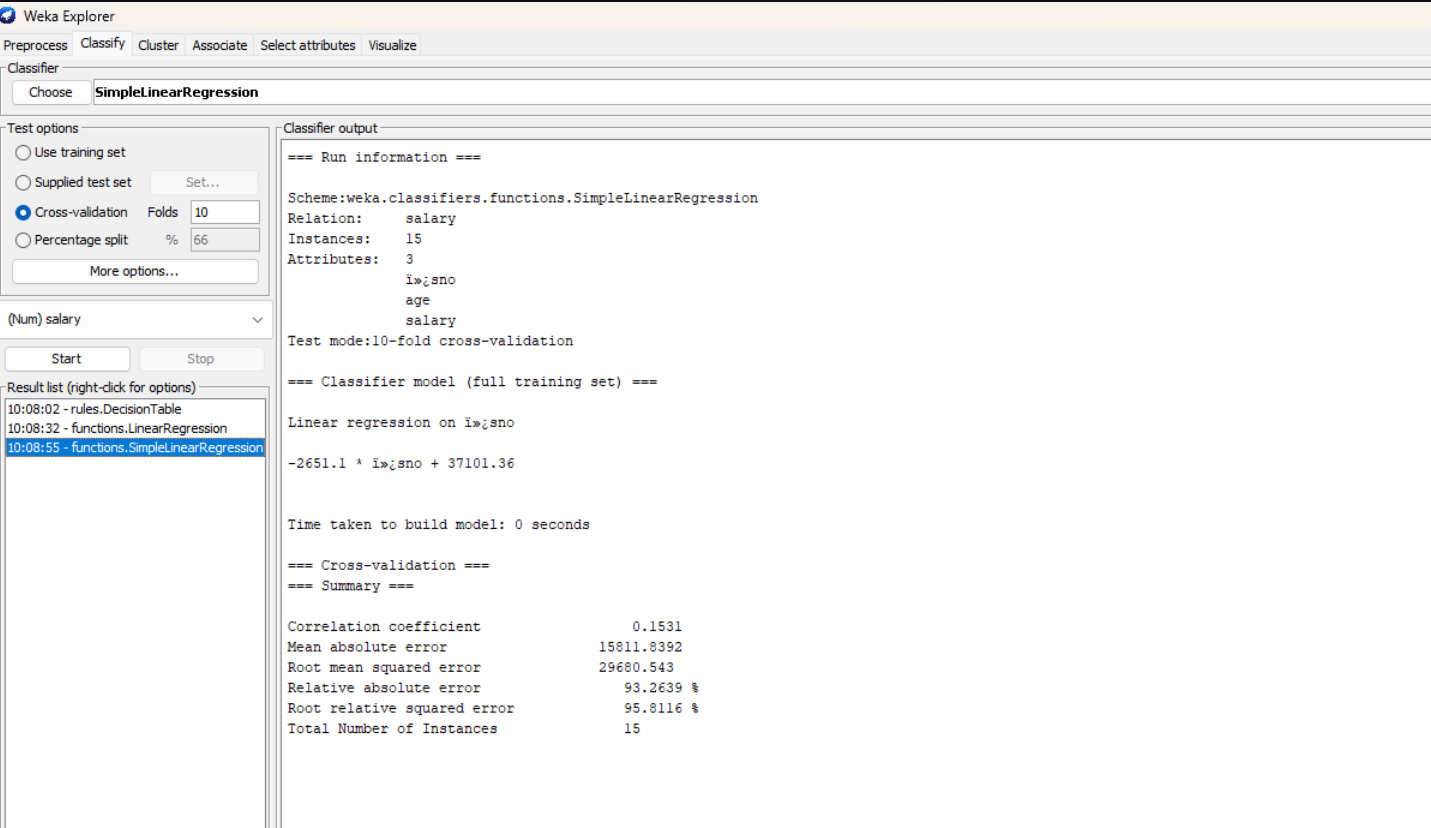 Weka Explorer
Preprocess Classify Cluster Associate Select attributes Visualize
Classifier
Choose SimpleLinearRegression
Test options
Use training set
Supplied test set Set...
Cross-validation Folds 10
Percentage split % 66
More options...
(Num) salary
Start Stop
Result list (right-click for options)
10:08:02 - rules.DecisionTable
10:08:32 - functions.LinearRegression
10:08:55 - functions.SimpleLinearRegression
Classifier output
=== Run information ===
Scheme:weka.classifiers.functions.SimpleLinearRegression
Relation: salary
Instances: 15
Attributes: 3
ï»¿sno
age
salary
Test mode:10-fold cross-validation
=== Classifier model (full training set) ===
Linear regression on ï»¿sno
-2651.1 * ï»¿sno + 37101.36
Time taken to build model: 0 seconds
=== Cross-validation ===
=== Summary ===
Correlation coefficient 0.1531
Mean absolute error 15811.8392
Root mean squared error 29680.543
Relative absolute error 93.2639 %
Root relative squared error 95.8116 %
Total Number of Instances 15